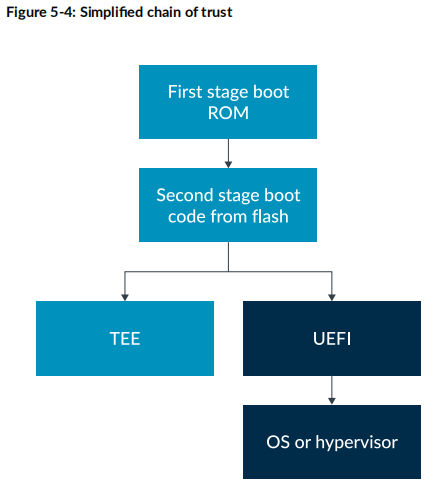 Figure 5-4: Simplified chain of trust
First stage boot
ROM
Second stage boot
code from flash
TEE
UEFI
OS or hypervisor